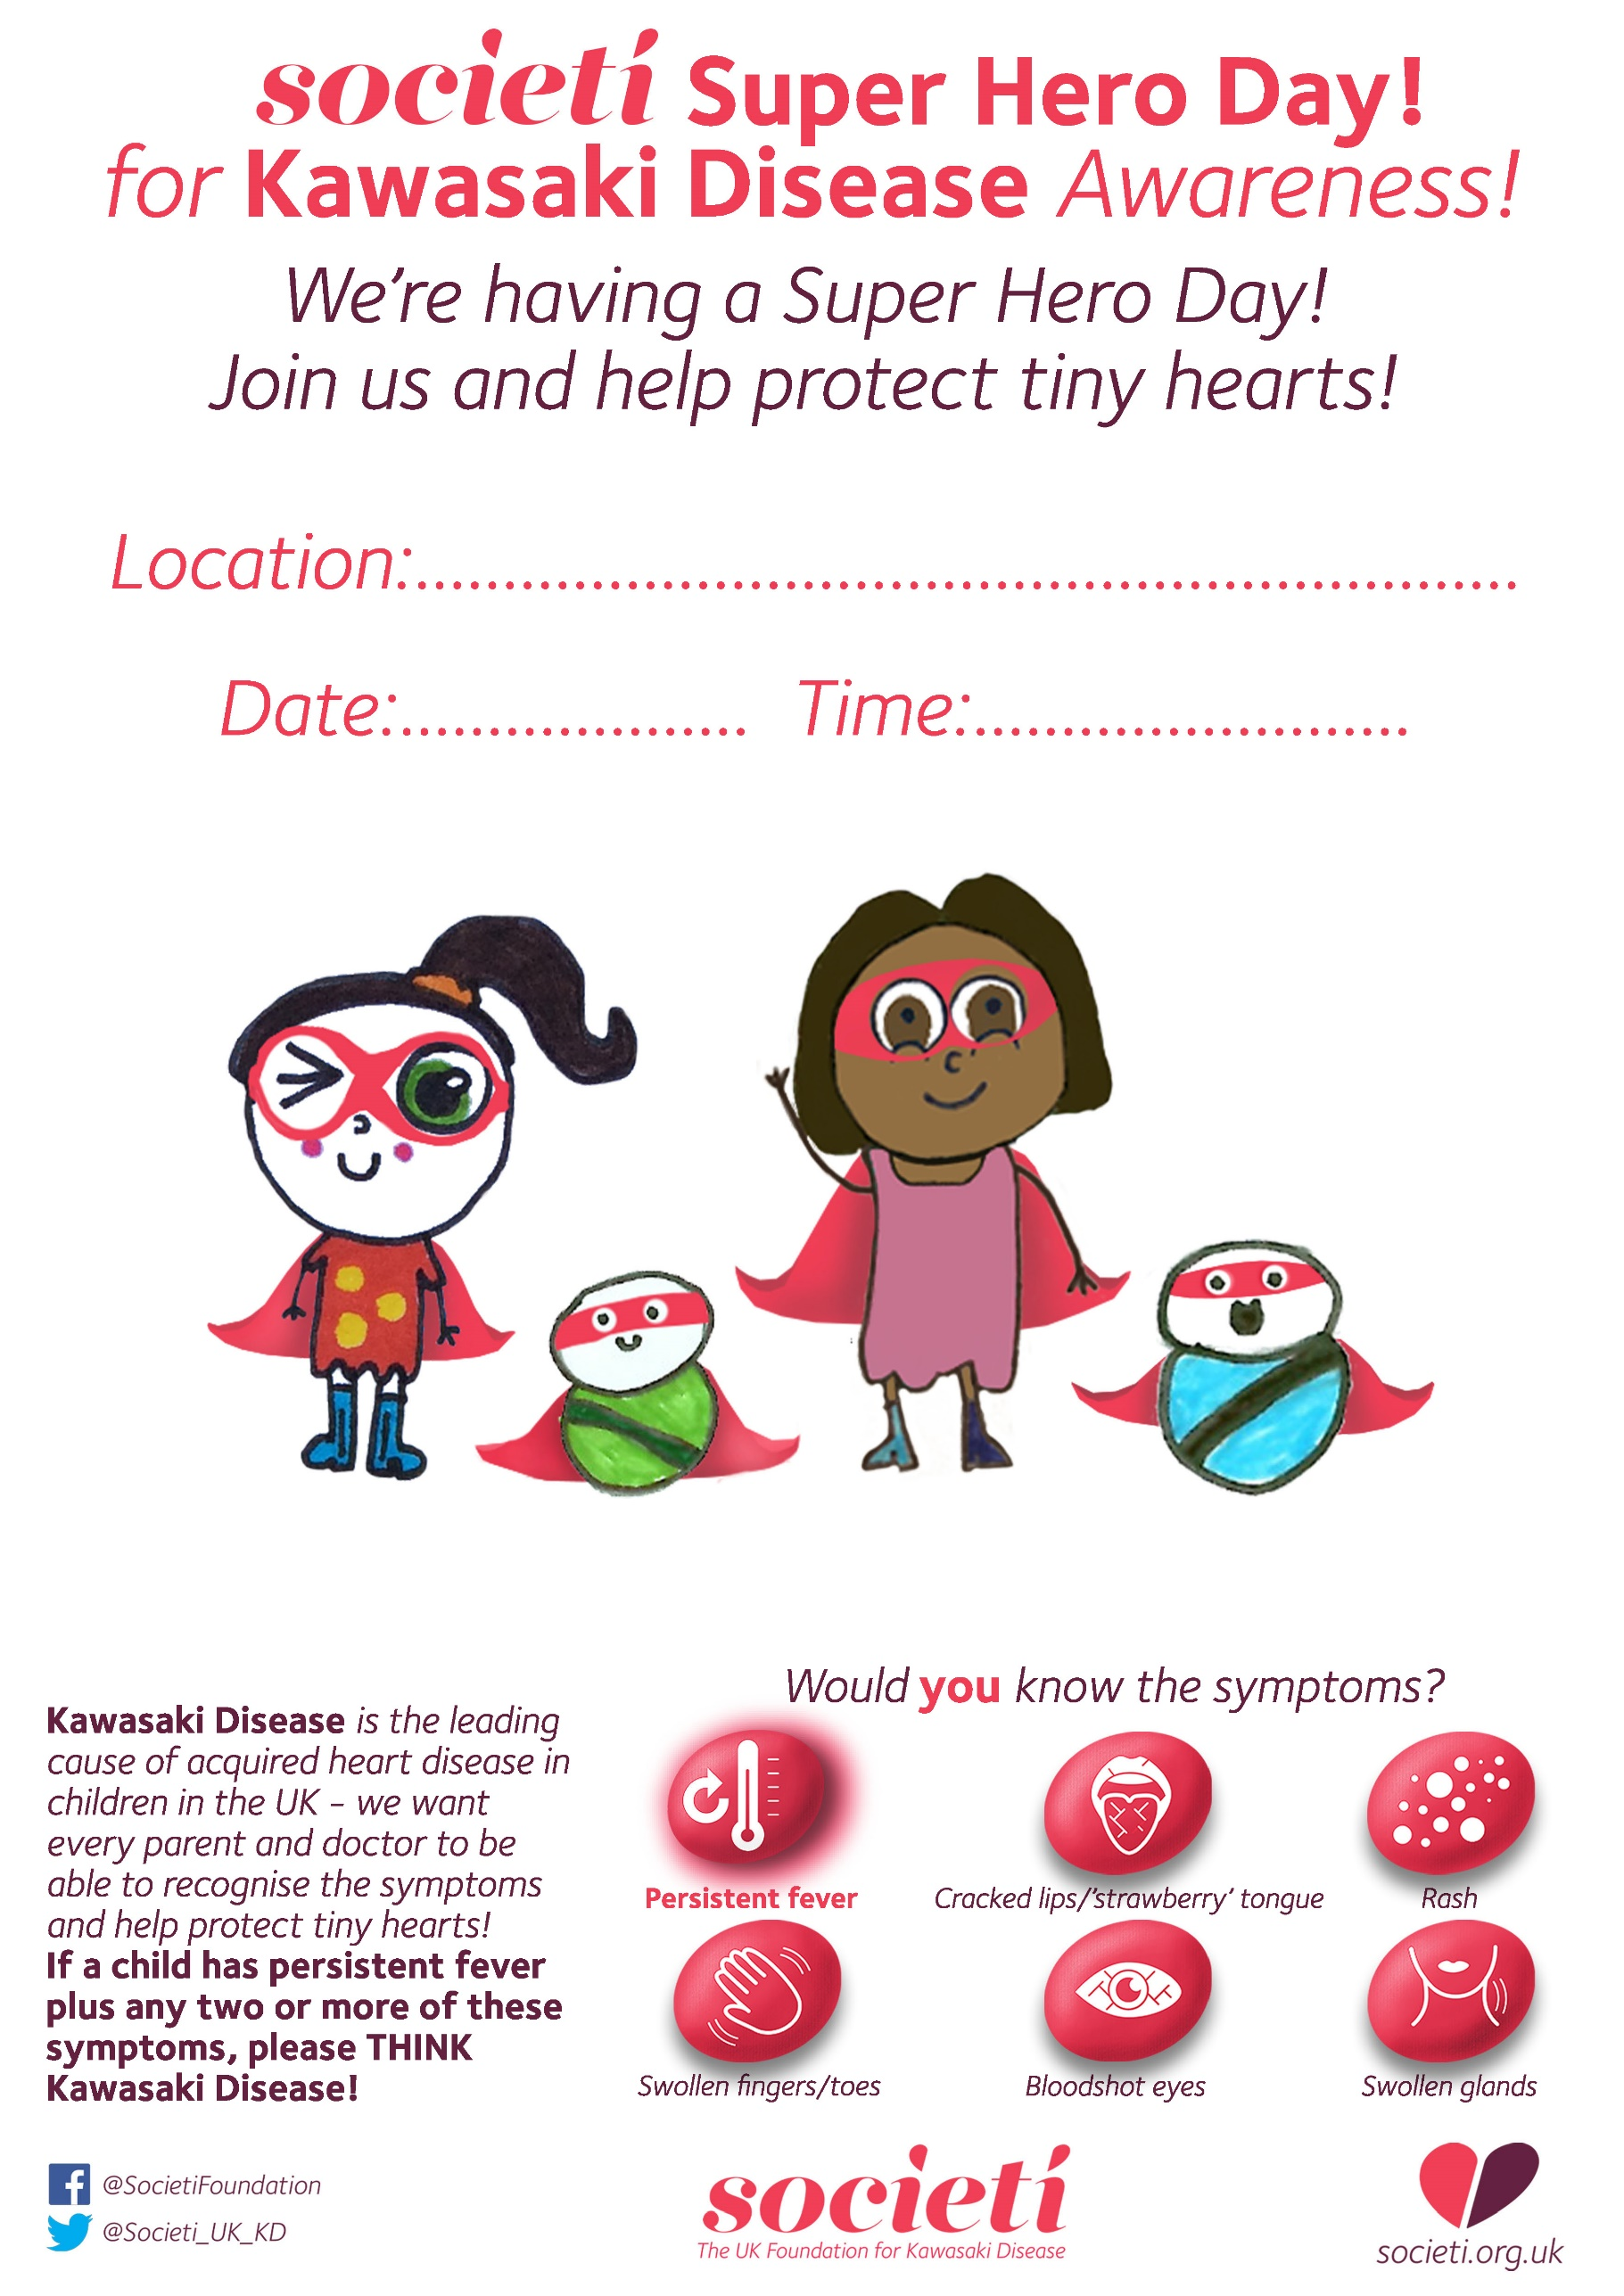 societi Super Hero Day!
for Kawasaki Disease Awareness!
We’re having a Super Hero Day!
Join us and help protect tiny hearts!
Location:................................................................
Date:.................... Time:.........................
Would you know the symptoms?
Kawasaki Disease is the leading
cause of acquired heart disease in
children in the UK – we want
every parent and doctor to be
able to recognise the symptoms
and help protect tiny hearts!
If a child has persistent fever
plus any two or more of these
symptoms, please THINK
Kawasaki Disease!
Persistent fever
Cracked lips/’strawberry’ tongue
Rash
Swollen fingers/toes
Bloodshot eyes
Swollen glands
@SocietiFoundation
@Societi_UK_KD
societi
The UK Foundation for Kawasaki Disease
societi.org.uk